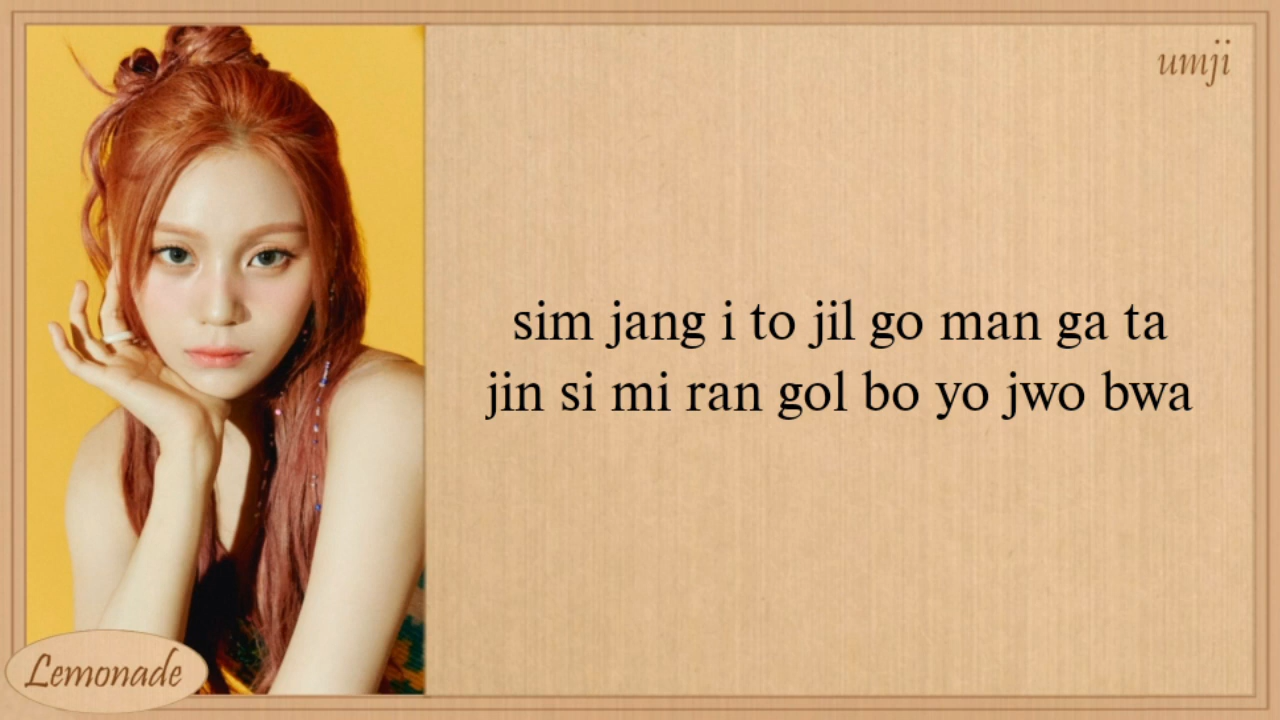 umji
sim jang i to jil go man ga ta
jin si mi ran gol bo yo jwo bwa
Lemonade